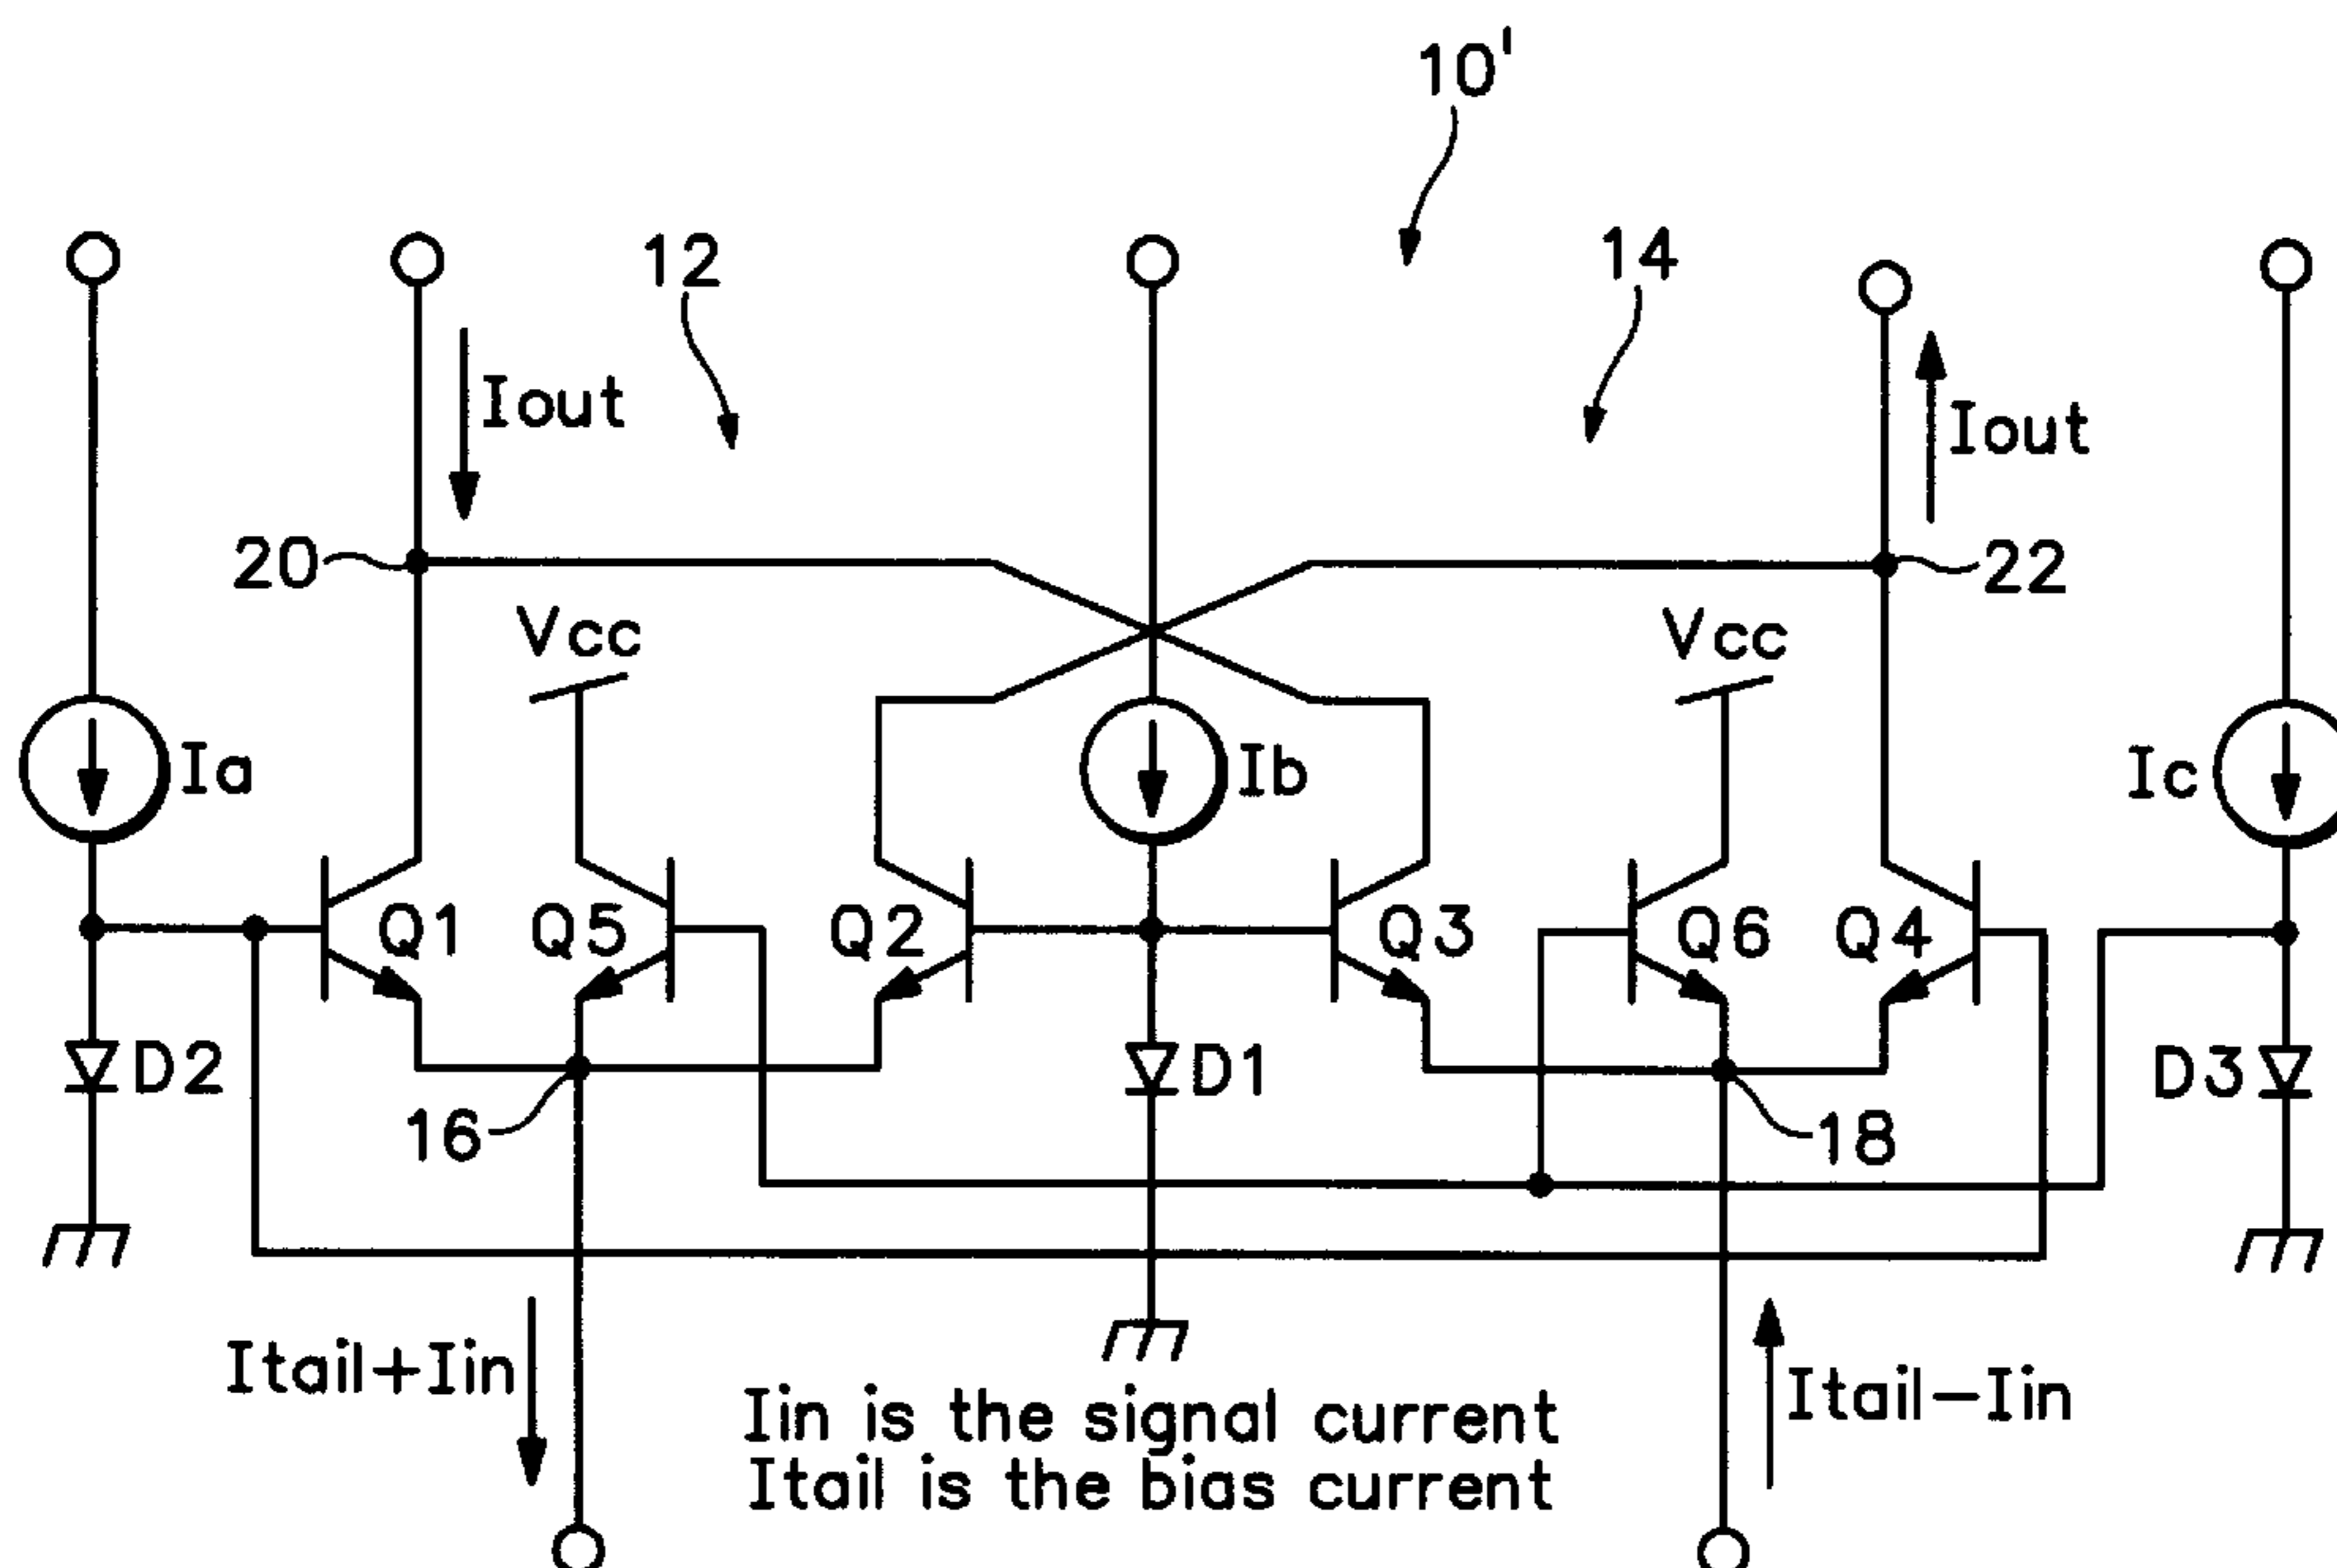 10'
12
14
Iout
Iout
20
22
Vcc
Vcc
Ia
Ib
Ic
Q1
Q5
Q2
Q3
Q6
Q4
D2
D1
D3
16
18
Itail+Iin
Itail-Iin
Iin is the signal current
Itail is the bias current